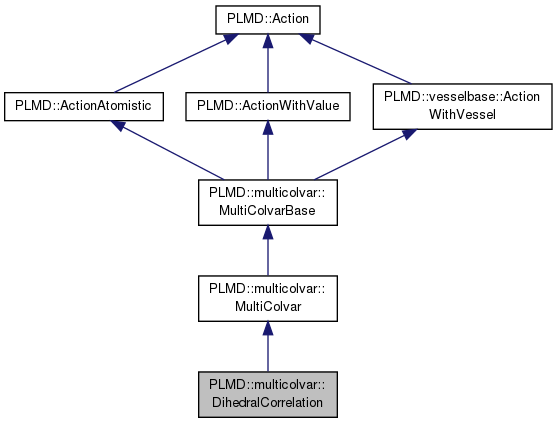 PLMD::Action
PLMD::ActionAtomistic
PLMD::ActionWithValue
PLMD::vesselbase::Action
WithVessel
PLMD::multicolvar::
MultiColvarBase
PLMD::multicolvar::
MultiColvar
PLMD::multicolvar::
DihedralCorrelation